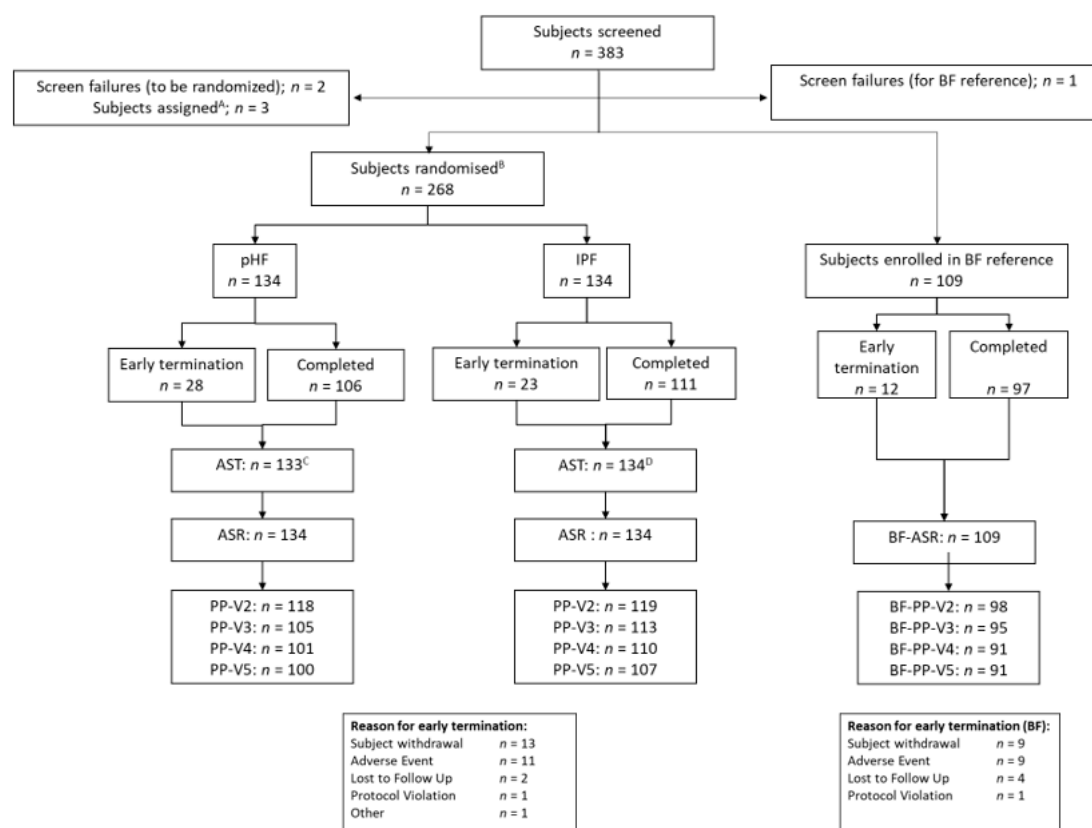 Subjects screened
n = 383
Screen failures (to be randomized); n = 2
Subjects assignedᴬ; n = 3
Screen failures (for BF reference); n = 1
Subjects randomisedᴮ
n = 268
pHF
n = 134
IPF
n = 134
Subjects enrolled in BF reference
n = 109
Early termination
n = 28
Completed
n = 106
Early termination
n = 23
Completed
n = 111
Early
termination
n = 12
Completed
n = 97
AST: n = 133ᶜ
AST: n = 134ᴰ
ASR: n = 134
ASR : n = 134
BF-ASR: n = 109
PP-V2: n = 118
PP-V3: n = 105
PP-V4: n = 101
PP-V5: n = 100
PP-V2: n = 119
PP-V3: n = 113
PP-V4: n = 110
PP-V5: n = 107
BF-PP-V2: n = 98
BF-PP-V3: n = 95
BF-PP-V4: n = 91
BF-PP-V5: n = 91
Reason for early termination:
Subject withdrawal n = 13
Adverse Event n = 11
Lost to Follow Up n = 2
Protocol Violation n = 1
Other n = 1
Reason for early termination (BF):
Subject withdrawal n = 9
Adverse Event n = 9
Lost to Follow Up n = 4
Protocol Violation n = 1